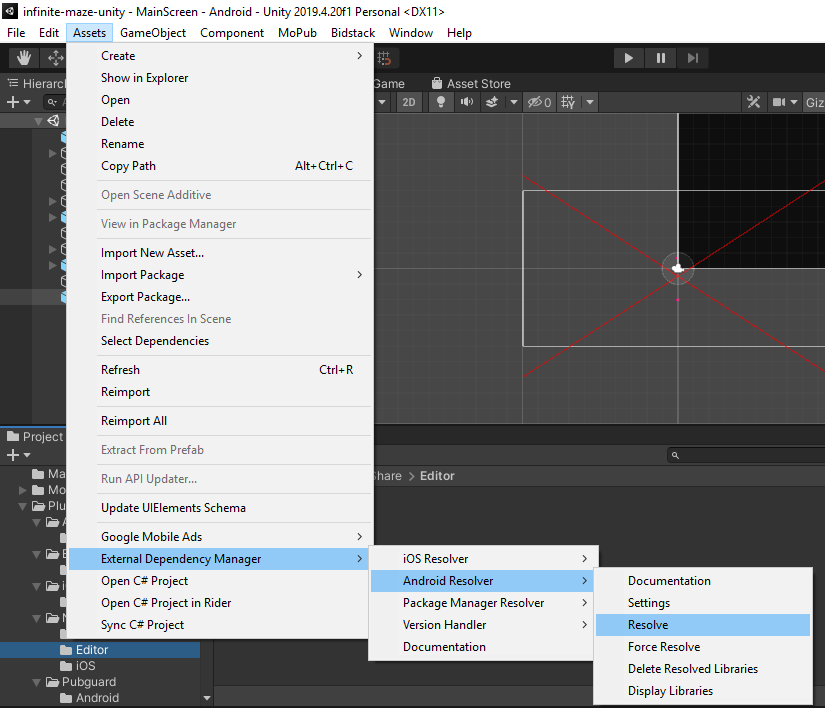 infinite-maze-unity - MainScreen - Android - Unity 2019.4.20f1 Personal <DX11>
File Edit Assets GameObject Component MoPub Bidstack Window Help
Create
Show in Explorer
Open
Delete
Rename
Copy Path Alt+Ctrl+C
Open Scene Additive
View in Package Manager
Import New Asset...
Import Package
Export Package...
Find References In Scene
Select Dependencies
Refresh Ctrl+R
Reimport
Reimport All
Extract From Prefab
Run API Updater...
Update UIElements Schema
Google Mobile Ads
External Dependency Manager
Open C# Project
Open C# Project in Rider
Sync C# Project
iOS Resolver
Android Resolver
Package Manager Resolver
Version Handler
Documentation
Documentation
Settings
Resolve
Force Resolve
Delete Resolved Libraries
Display Libraries
Hierarch
Game Asset Store
2D 0 Giz
Project
Ma
Mo
Plu
Share > Editor
Editor
iOS
Pubguard
Android